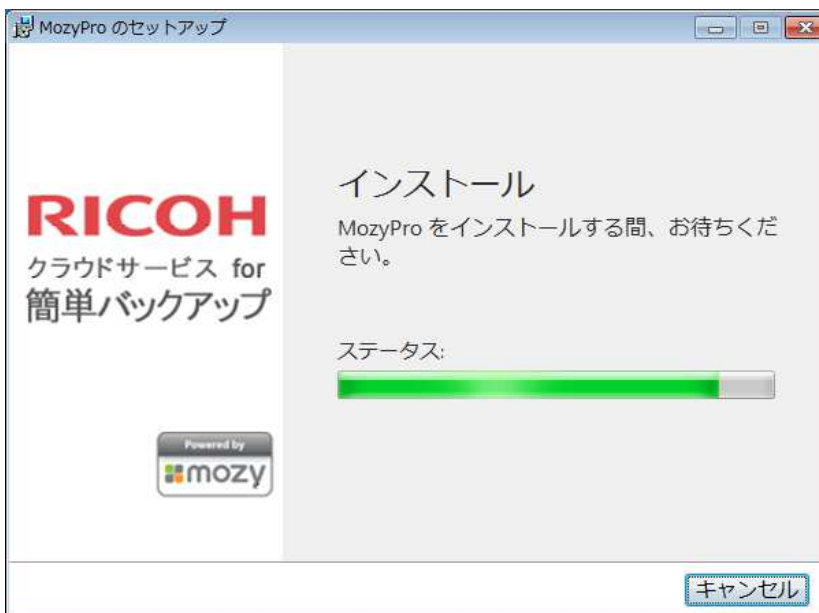 MozyPro のセットアップ
RICOH
クラウドサービス for
簡単バックアップ
Powered by
mozy
インストール
MozyPro をインストールする間、お待ちくだ
さい。
ステータス:
キャンセル